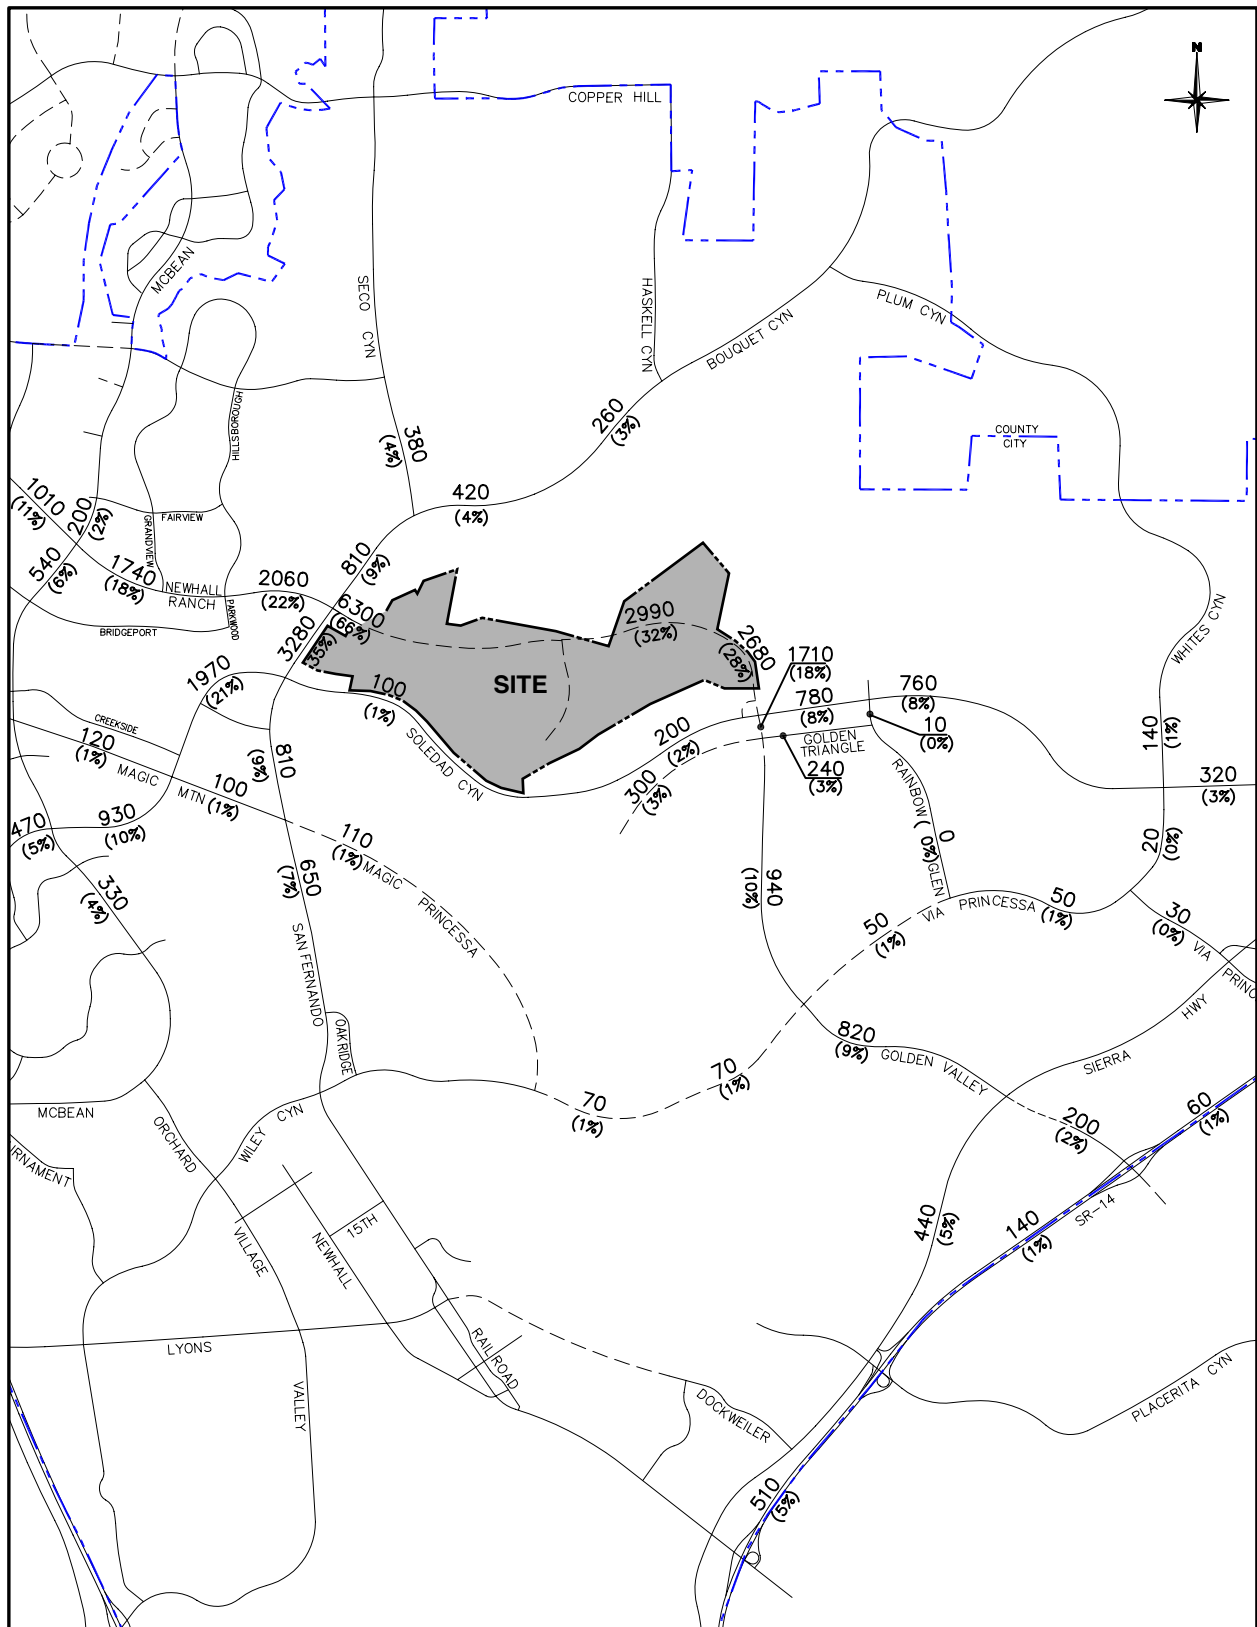 N
COPPER HILL
MCBEAN
SECO CYN
HASKELL CYN
BOUQUET CYN
PLUM CYN
HILLSBOROUGH
380
(4%)
260
(3%)
COUNTY
CITY
1010
(11%)
200
(2%)
420
(4%)
FAIRVIEW
GRANDVIEW
540
(6%)
1740
(18%)
NEWHALL
RANCH
2060
(22%)
PARKWOOD
BRIDGEPORT
810
(9%)
6300
(66%)
3280
(35%)
2990
(32%)
2680
(28%)
WHITES CYN
1710
(18%)
1970
(21%)
100
(1%)
SITE
780
(8%)
760
(8%)
10
(0%)
CREEKSIDE
120
(1%)
MAGIC
MTN
100
(1%)
810
(9%)
SOLEDAD CYN
200
(2%)
300
(3%)
GOLDEN
TRIANGLE
240
(3%)
140
(1%)
320
(3%)
470
(5%)
930
(10%)
110
(1%)
MAGIC
PRINCESSA
RAINBOW
GLEN
0
( 0%)
20
(0%)
330
(4%)
650
(7%)
940
(10%)
50
(1%)
VIA
PRINCESSA
50
(1%)
30
(0%)
VIA
PRINC
SAN FERNANDO
OAKRIDGE
HWY
SIERRA
820
(9%)
GOLDEN VALLEY
70
(1%)
70
(1%)
200
(2%)
60
(1%)
MCBEAN
ORCHARD
WILEY CYN
URNAMENT
VILLAGE
NEWHALL
15TH
440
(5%)
140
(1%)
SR-14
LYONS
RAILROAD
VALLEY
DOCKWEILER
PLACERITA CYN
510
(5%)